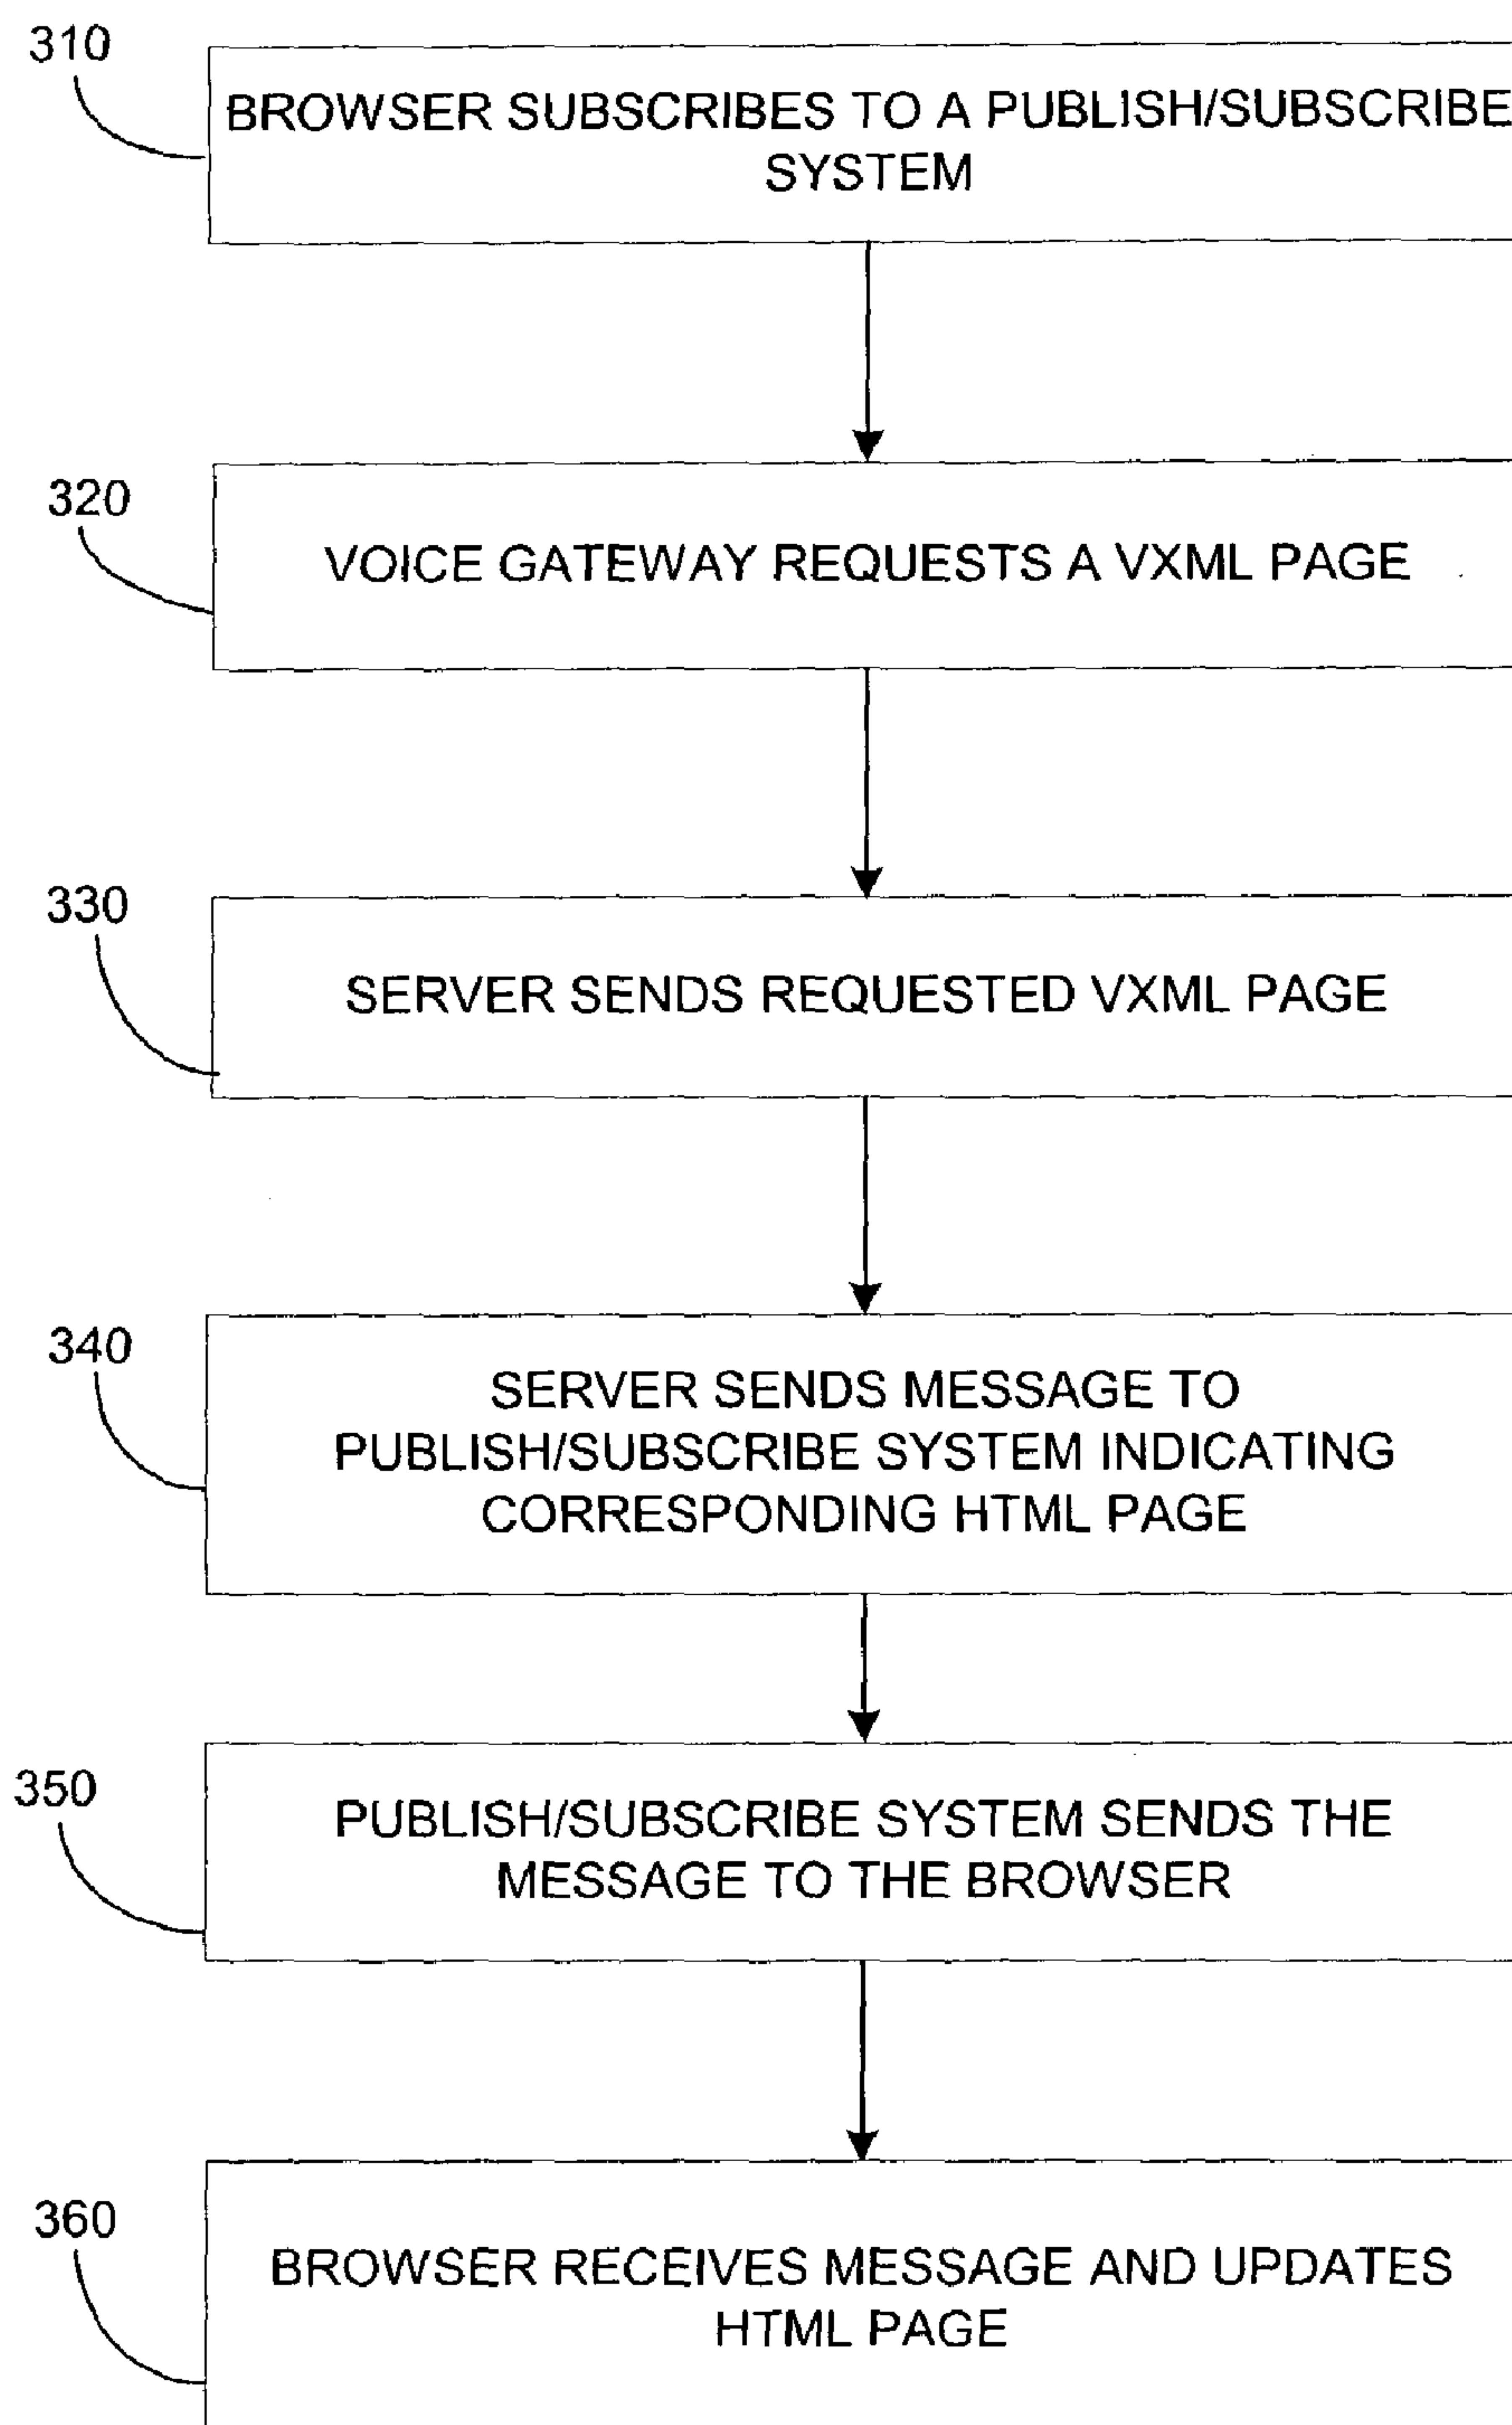 310
BROWSER SUBSCRIBES TO A PUBLISH/SUBSCRIBE
SYSTEM
320
VOICE GATEWAY REQUESTS A VXML PAGE
330
SERVER SENDS REQUESTED VXML PAGE
340
SERVER SENDS MESSAGE TO
PUBLISH/SUBSCRIBE SYSTEM INDICATING
CORRESPONDING HTML PAGE
350
PUBLISH/SUBSCRIBE SYSTEM SENDS THE
MESSAGE TO THE BROWSER
360
BROWSER RECEIVES MESSAGE AND UPDATES
HTML PAGE